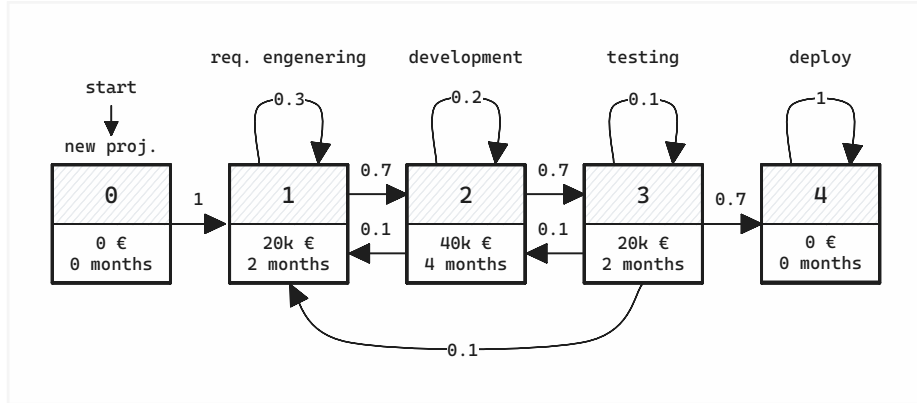 req. engenering
development
testing
deploy
start
0.3
0.2
0.1
1
new proj.
0.7
0.7
0
1
2
3
4
1
0.7
0.1
0.1
0 €
0 months
20k €
2 months
40k €
4 months
20k €
2 months
0 €
0 months
0.1